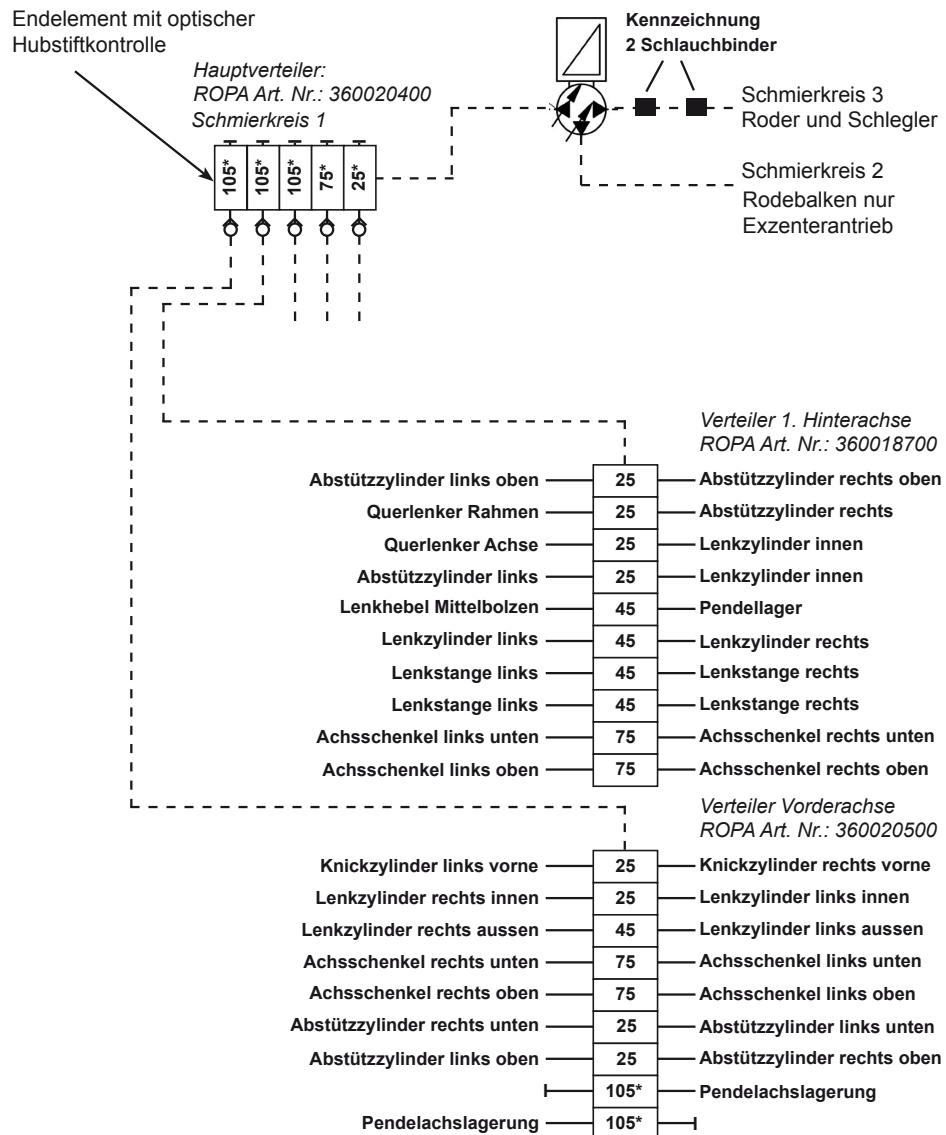 Endelement mit optischer
Hubstiftkontrolle
Hauptverteiler:
ROPA Art. Nr.: 360020400
Schmierkreis 1
105*
105*
105*
75*
25*
Kennzeichnung
2 Schlauchbinder
Schmierkreis 3
Roder und Schlegler
Schmierkreis 2
Rodebalken nur
Exzenterantrieb
Verteiler 1. Hinterachse
ROPA Art. Nr.: 360018700
Abstützzylinder links oben 25 Abstützzylinder rechts oben
Querlenker Rahmen 25 Abstützzylinder rechts
Querlenker Achse 25 Lenkzylinder innen
Abstützzylinder links 25 Lenkzylinder innen
Lenkhebel Mittelbolzen 45 Pendellager
Lenkzylinder links 45 Lenkzylinder rechts
Lenkstange links 45 Lenkstange rechts
Lenkstange links 45 Lenkstange rechts
Achsschenkel links unten 75 Achsschenkel rechts unten
Achsschenkel links oben 75 Achsschenkel rechts oben
Verteiler Vorderachse
ROPA Art. Nr.: 360020500
Knickzylinder links vorne 25 Knickzylinder rechts vorne
Lenkzylinder rechts innen 25 Lenkzylinder links innen
Lenkzylinder rechts aussen 45 Lenkzylinder links aussen
Achsschenkel rechts unten 75 Achsschenkel links unten
Achsschenkel rechts oben 75 Achsschenkel links oben
Abstützzylinder rechts unten 25 Abstützzylinder links unten
Abstützzylinder links oben 25 Abstützzylinder rechts oben
105* Pendelachslagerung
Pendelachslagerung 105*